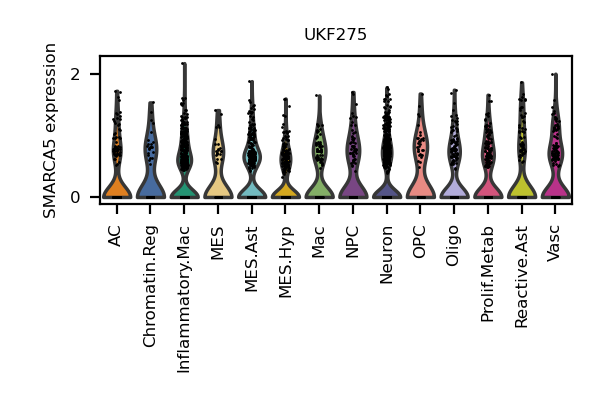 UKF275
SMARCA5 expression
2
0
AC
Chromatin.Reg
Inflammatory.Mac
MES
MES.Ast
MES.Hyp
Mac
NPC
Neuron
OPC
Oligo
Prolif.Metab
Reactive.Ast
Vasc